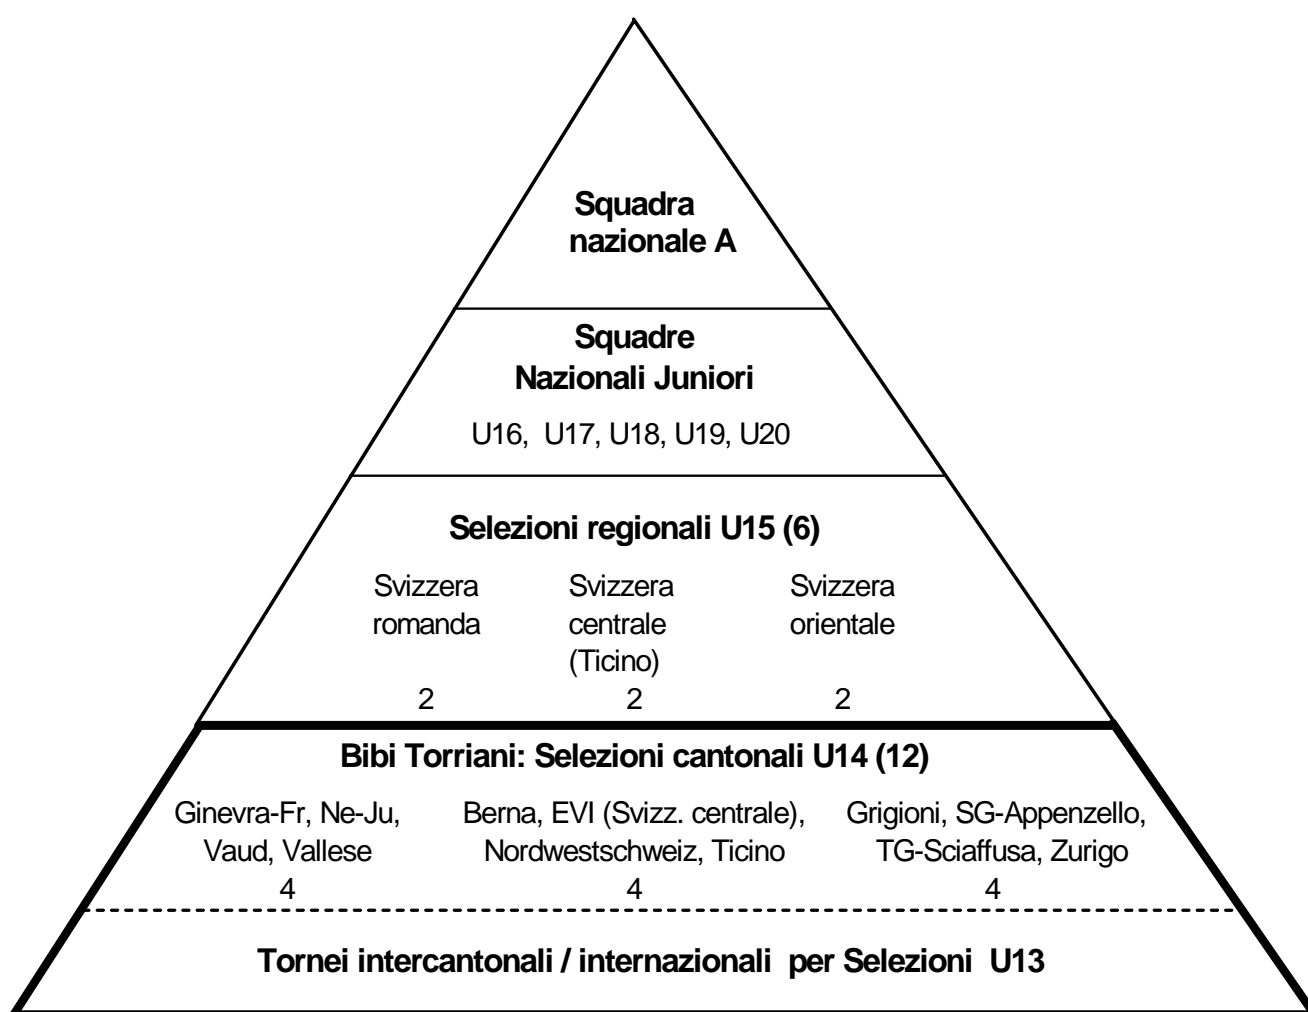 Squadra
nazionale A
Squadre
Nazionali Juniori
U16, U17, U18, U19, U20
Selezioni regionali U15 (6)
Svizzera
romanda
2
Svizzera
centrale
(Ticino)
2
Svizzera
orientale
2
Bibi Torriani: Selezioni cantonali U14 (12)
Ginevra-Fr, Ne-Ju,
Vaud, Vallese
4
Berna, EVI (Svizz. centrale),
Nordwestschweiz, Ticino
4
Grigioni, SG-Appenzello,
TG-Sciaffusa, Zurigo
4
Tornei intercantonali / internazionali per Selezioni U13